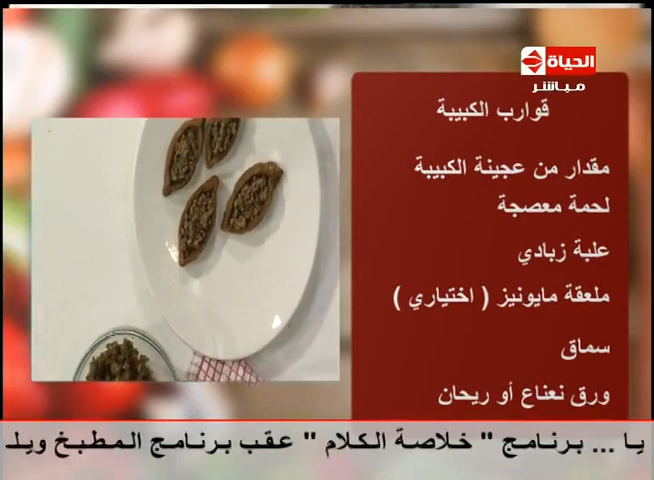 الحياة
مباشر
قوارب الكبيبة
مقدار من عجينة الكبيبة
لحمة معصجة
علبة زبادي
ملعقة مايونيز ( اختياري )
سماق
ورق نعناع أو ريحان
يا ... برنامج " خلاصة الكلام " عقب برنامج المطبخ ويلـ